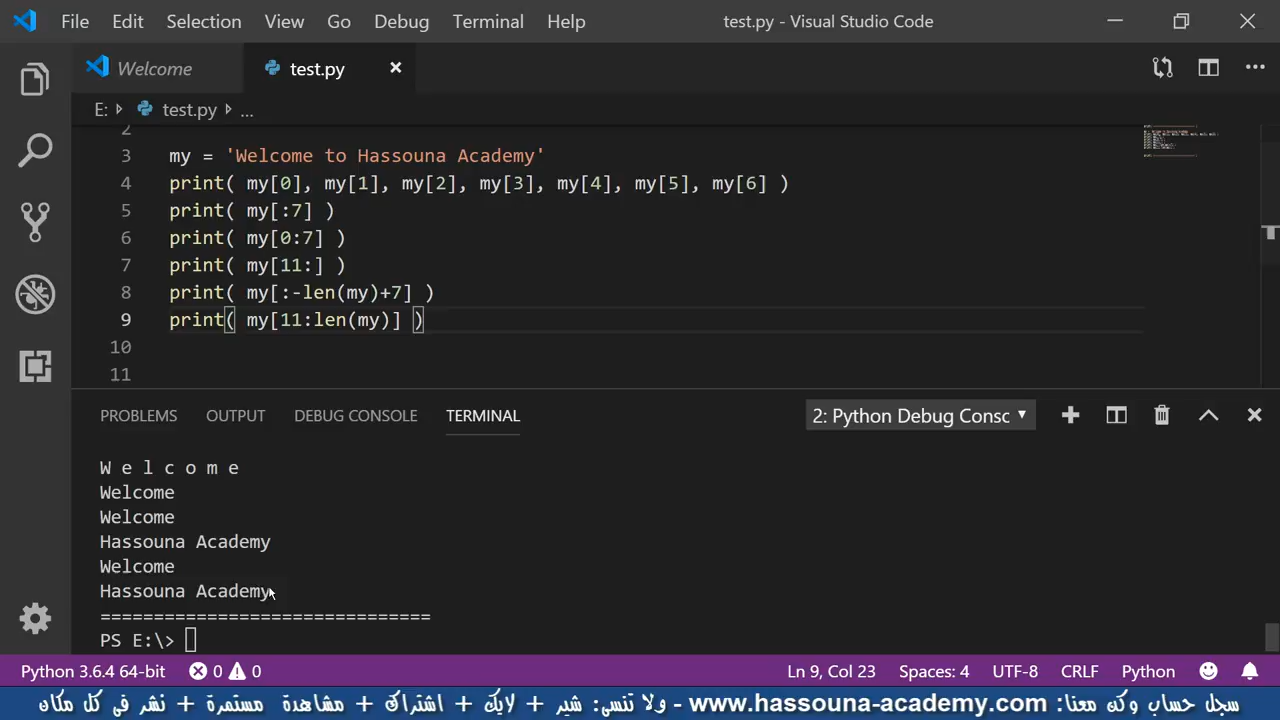 File Edit Selection View Go Debug Terminal Help test.py - Visual Studio Code
Welcome test.py
E: test.py ...
2
3 my = 'Welcome to Hassouna Academy'
4 print( my[0], my[1], my[2], my[3], my[4], my[5], my[6] )
5 print( my[:7] )
6 print( my[0:7] )
7 print( my[11:] )
8 print( my[:-len(my)+7] )
9 print( my[11:len(my)] )
10
11
PROBLEMS OUTPUT DEBUG CONSOLE TERMINAL 2: Python Debug Consc
W e l c o m e
Welcome
Welcome
Hassouna Academy
Welcome
Hassouna Academy
===============================
PS E:\>
Python 3.6.4 64-bit 0 0 Ln 9, Col 23 Spaces: 4 UTF-8 CRLF Python
سجل حساب وكن معنا: www.hassouna-academy.com - ولا تنسى: شير + لايك + اشتراك + مشاهدة مستمرة + نشر في كل مكان